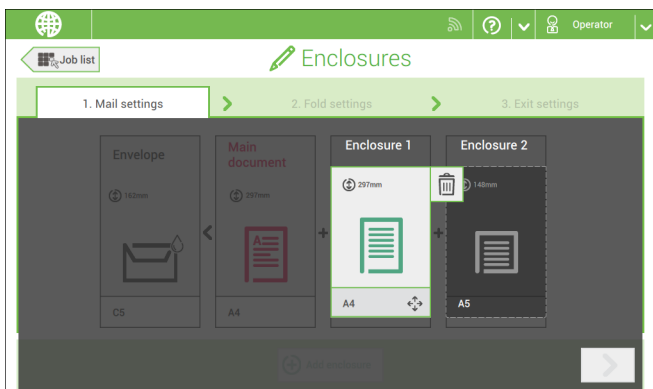 Operator
Job list
Enclosures
1. Mail settings
2. Fold settings
3. Exit settings
Envelope
162mm
C5
Main
document
297mm
A
A4
Enclosure 1
297mm
A4
Enclosure 2
148mm
A5
Add enclosure